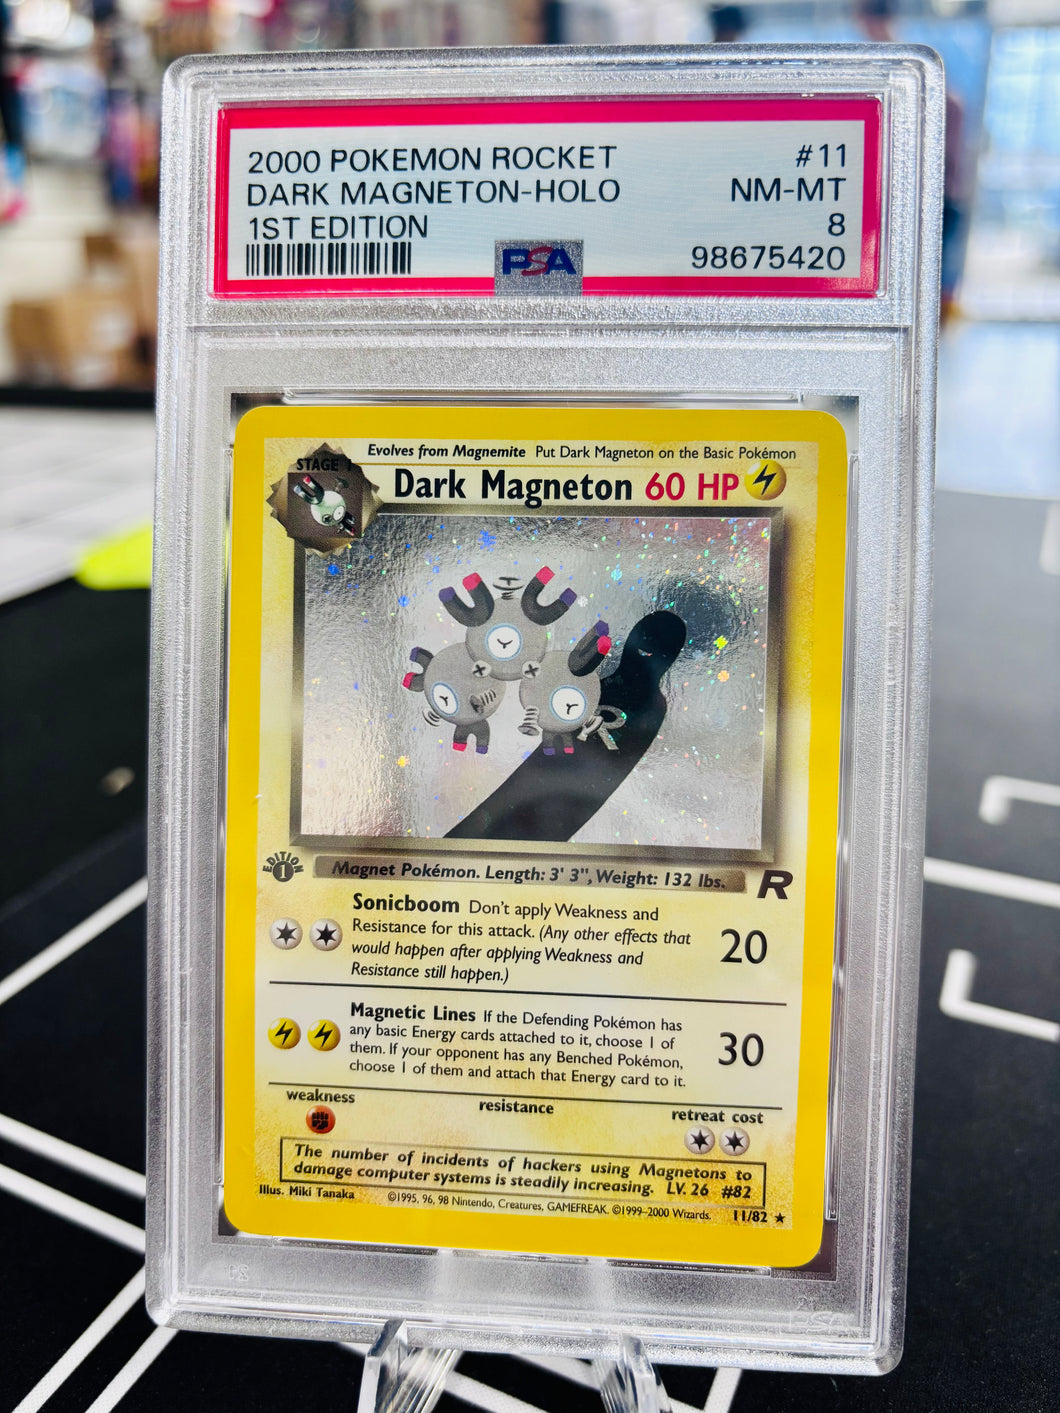 2000 POKEMON ROCKET #11
DARK MAGNETON-HOLO NM-MT
1ST EDITION 8
PSA 98675420
Evolves from Magnemite Put Dark Magneton on the Basic Pokémon
STAGE 1
Dark Magneton 60 HP
EDITION 1
Magnet Pokémon. Length: 3' 3", Weight: 132 lbs.
R
Sonicboom Don't apply Weakness and
Resistance for this attack. (Any other effects that
would happen after applying Weakness and
Resistance still happen.)
20
Magnetic Lines If the Defending Pokémon has
any basic Energy cards attached to it, choose 1 of
them. If your opponent has any Benched Pokémon,
choose 1 of them and attach that Energy card to it.
30
weakness resistance retreat cost
The number of incidents of hackers using Magnetons to
damage computer systems is steadily increasing. LV. 26 #82
Illus. Miki Tanaka ©1995, 96, 98 Nintendo, Creatures, GAMEFREAK. ©1999-2000 Wizards. 11/82 ★